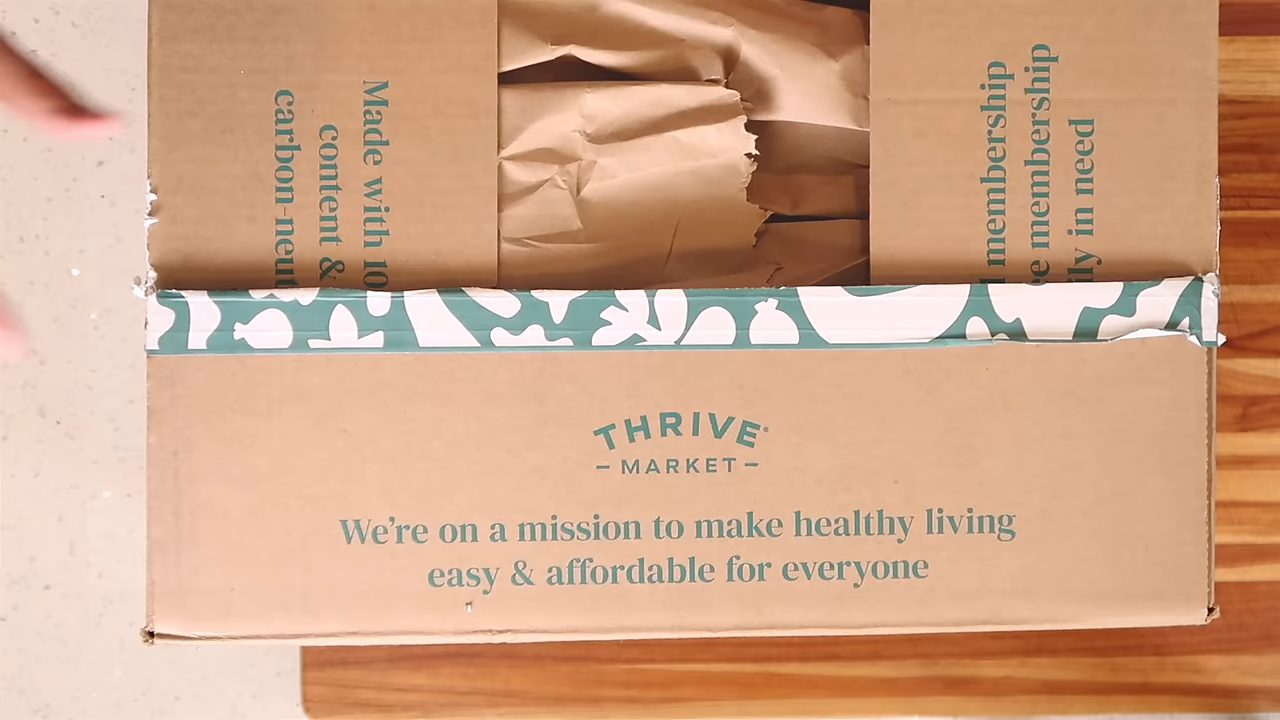 Made with 10
content &
carbon-neut
membership
membership
ly in need
THRIVE
MARKET
We're on a mission to make healthy living
easy & affordable for everyone